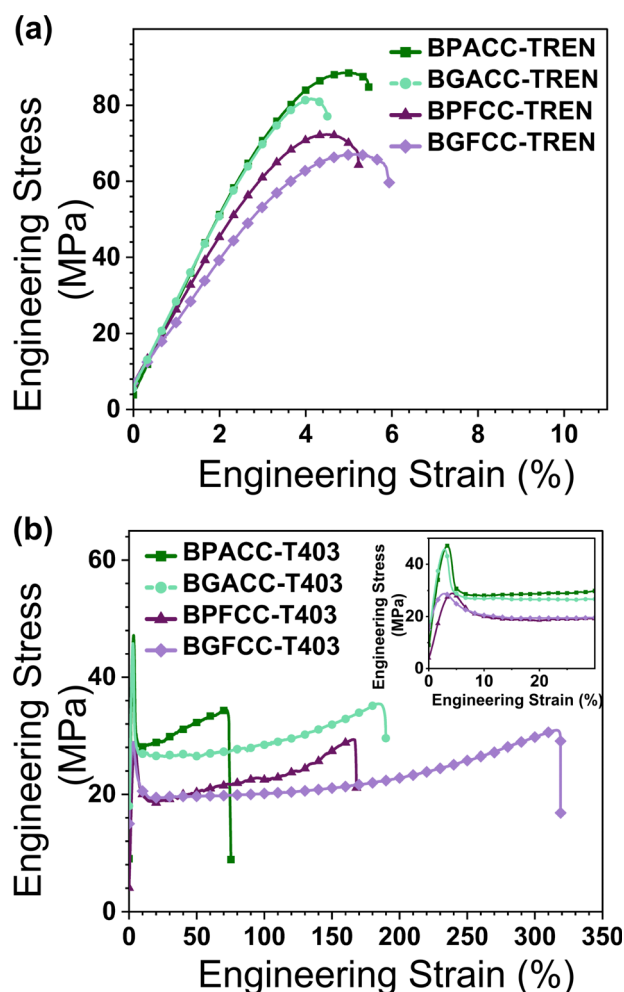 (a)
BPACC-TREN
BGACC-TREN
BPFCC-TREN
BGFCC-TREN
Engineering Stress
(MPa)
80
60
40
20
0
0 2 4 6 8 10
Engineering Strain (%)
(b)
BPACC-T403
BGACC-T403
BPFCC-T403
BGFCC-T403
Engineering Stress
(MPa)
60
40
20
0
0 50 100 150 200 250 300 350
Engineering Strain (%)
Engineering Stress
(MPa)
40
20
0
0 10 20
Engineering Strain (%)